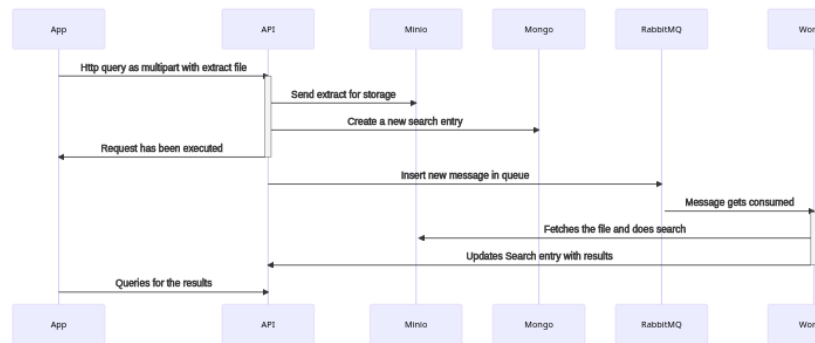 App API Minio Mongo RabbitMQ Wor
Http query as multipart with extract file
Send extract for storage
Create a new search entry
Request has been executed
Insert new message in queue
Message gets consumed
Fetches the file and does search
Updates Search entry with results
Queries for the results
App API Minio Mongo RabbitMQ Wor